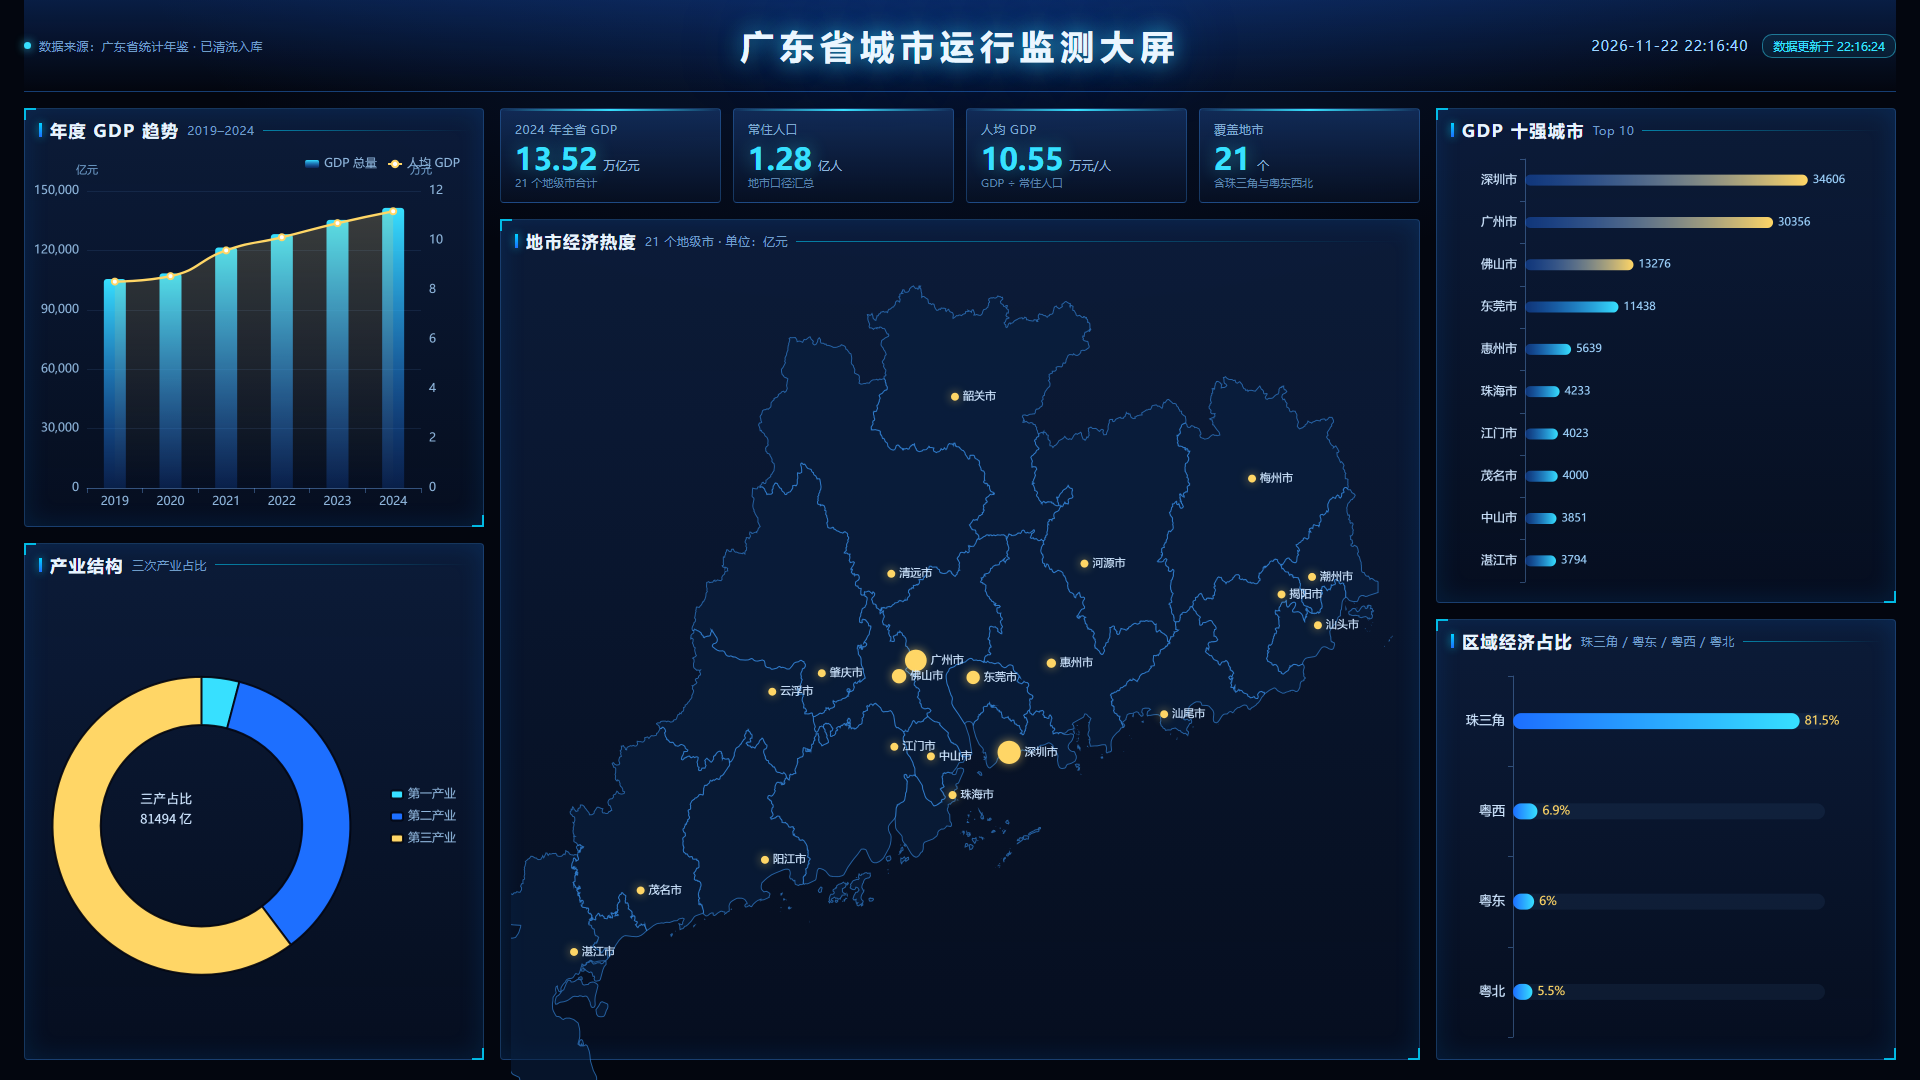 数据来源：广东省统计年鉴 · 已清洗入库
广东省城市运行监测大屏
2026-11-22 22:16:40
数据更新于 22:16:24
年度 GDP 趋势 2019–2024
GDP 总量
人均 GDP
亿元
万元
150,000
120,000
90,000
60,000
30,000
0
12
10
8
6
4
2
0
2019
2020
2021
2022
2023
2024
产业结构 三次产业占比
三产占比
81494 亿
第一产业
第二产业
第三产业
2024 年全省 GDP
13.52 万亿元
21 个地级市合计
常住人口
1.28 亿人
地市口径汇总
人均 GDP
10.55 万元/人
GDP ÷ 常住人口
覆盖地市
21 个
含珠三角与粤东西北
地市经济热度 21 个地级市 · 单位：亿元
韶关市
梅州市
河源市
清远市
潮州市
揭阳市
汕头市
广州市
惠州市
肇庆市
佛山市
东莞市
云浮市
汕尾市
江门市
中山市
深圳市
珠海市
阳江市
茂名市
湛江市
GDP 十强城市 Top 10
深圳市 34606
广州市 30356
佛山市 13276
东莞市 11438
惠州市 5639
珠海市 4233
江门市 4023
茂名市 4000
中山市 3851
湛江市 3794
区域经济占比 珠三角 / 粤东 / 粤西 / 粤北
珠三角 81.5%
粤西 6.9%
粤东 6%
粤北 5.5%